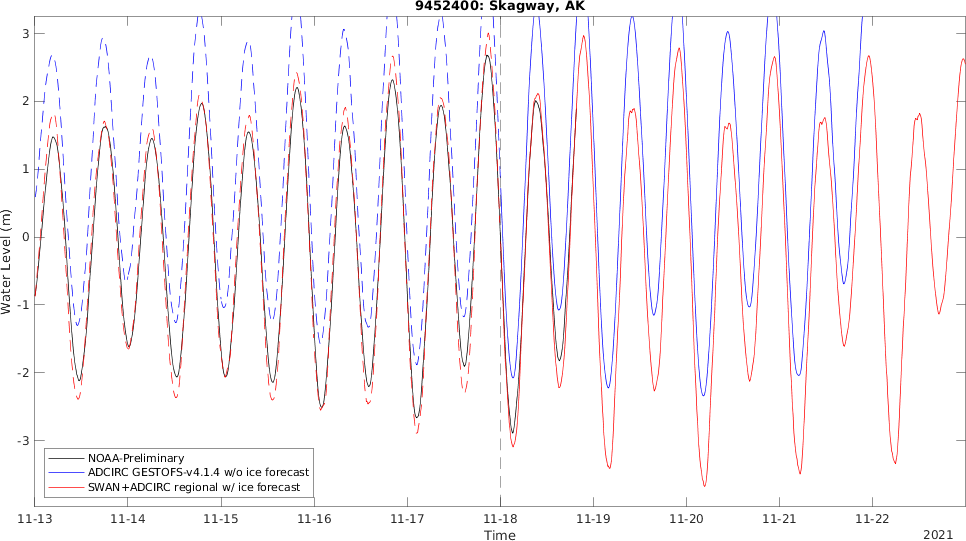 9452400: Skagway, AK
3
2
1
0
-1
-2
-3
Water Level (m)
NOAA-Preliminary
ADCIRC GESTOFS-v4.1.4 w/o ice forecast
SWAN+ADCIRC regional w/ ice forecast
11-13 11-14 11-15 11-16 11-17 11-18 11-19 11-20 11-21 11-22
Time
2021